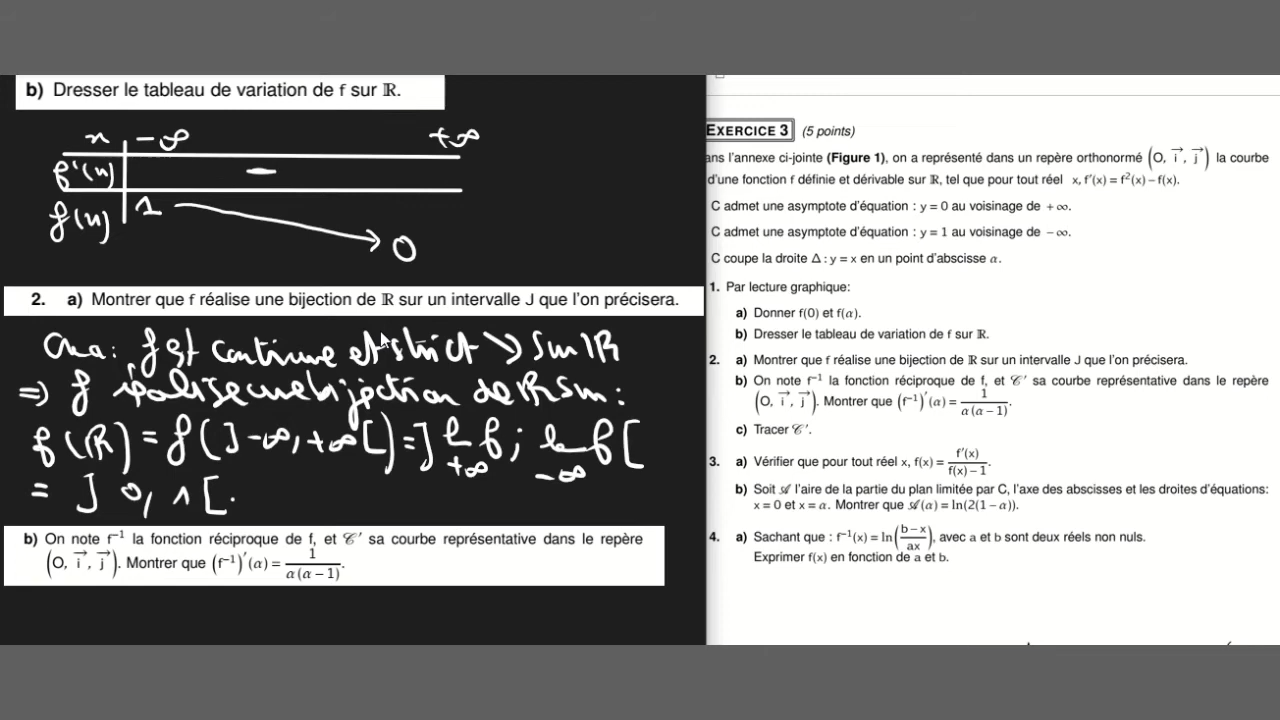 b) Dresser le tableau de variation de f sur ℝ.
x -∞ +∞
f'(x) -
f(x) 1 0
2. a) Montrer que f réalise une bijection de ℝ sur un intervalle J que l'on précisera.
On a : f est continue et strict ↘ sur ℝ
=> f réalise une bijection de ℝ sur :
f(ℝ) = f(]-∞, +∞[) = ] lim f ; lim f [
+∞ -∞
= ] 0, 1 [.
b) On note f⁻¹ la fonction réciproque de f, et 𝒞' sa courbe représentative dans le repère
(O, i⃗, j⃗). Montrer que (f⁻¹)'(α) = 1/(α(α−1)).
EXERCICE 3 (5 points)
ans l'annexe ci-jointe (Figure 1), on a représenté dans un repère orthonormé (O, i⃗, j⃗) la courbe
d'une fonction f définie et dérivable sur ℝ, tel que pour tout réel x, f'(x) = f²(x) − f(x).
C admet une asymptote d'équation : y = 0 au voisinage de +∞.
C admet une asymptote d'équation : y = 1 au voisinage de −∞.
C coupe la droite Δ : y = x en un point d'abscisse α.
1. Par lecture graphique:
a) Donner f(0) et f(α).
b) Dresser le tableau de variation de f sur ℝ.
2. a) Montrer que f réalise une bijection de ℝ sur un intervalle J que l'on précisera.
b) On note f⁻¹ la fonction réciproque de f, et 𝒞' sa courbe représentative dans le repère
(O, i⃗, j⃗). Montrer que (f⁻¹)'(α) = 1/(α(α−1)).
c) Tracer 𝒞'.
3. a) Vérifier que pour tout réel x, f(x) = f'(x)/(f(x)−1).
b) Soit 𝒜 l'aire de la partie du plan limitée par C, l'axe des abscisses et les droites d'équations:
x = 0 et x = α. Montrer que 𝒜(α) = ln(2(1−α)).
4. a) Sachant que : f⁻¹(x) = ln((b−x)/(ax)), avec a et b sont deux réels non nuls.
Exprimer f(x) en fonction de a et b.